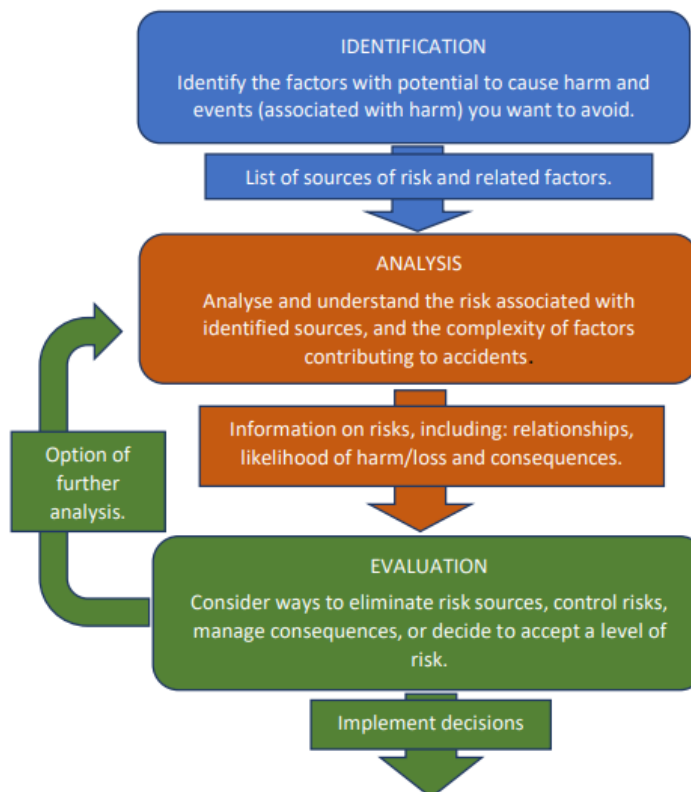 IDENTIFICATION
Identify the factors with potential to cause harm and
events (associated with harm) you want to avoid.
List of sources of risk and related factors.
ANALYSIS
Analyse and understand the risk associated with
identified sources, and the complexity of factors
contributing to accidents.
Information on risks, including: relationships,
likelihood of harm/loss and consequences.
Option of
further
analysis.
EVALUATION
Consider ways to eliminate risk sources, control risks,
manage consequences, or decide to accept a level of
risk.
Implement decisions